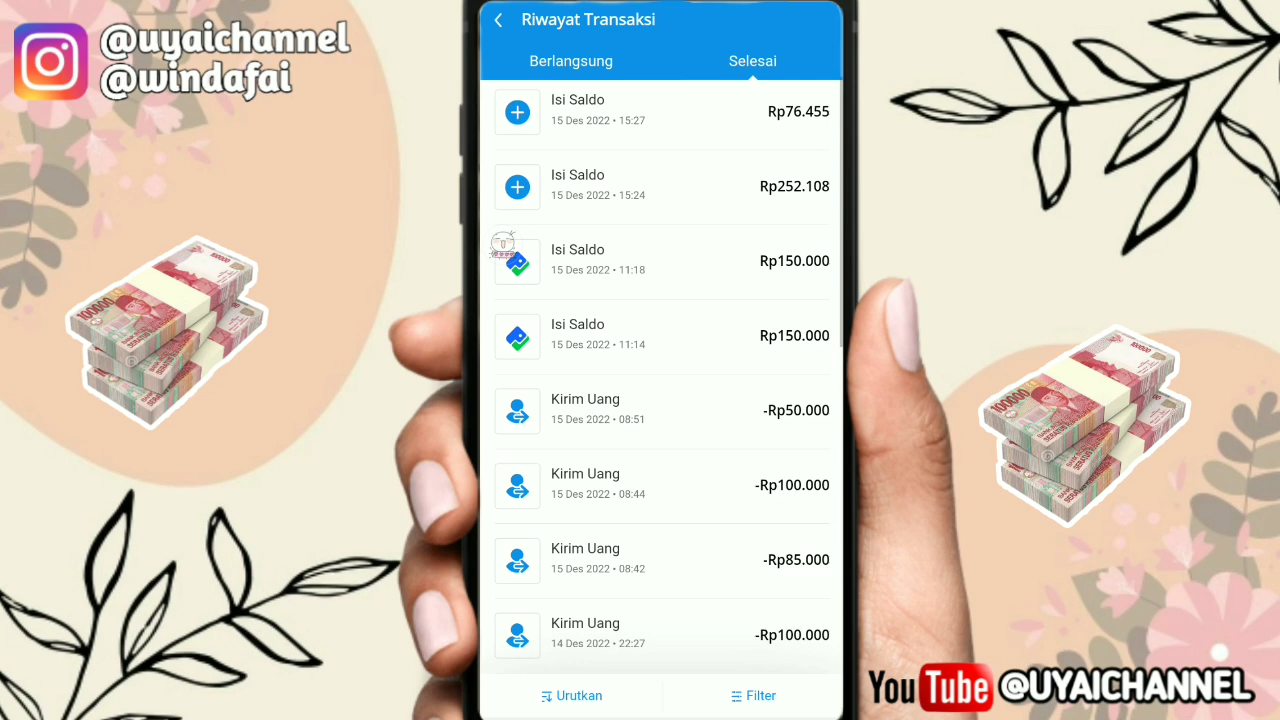 @uyaichannel
@windafai
Riwayat Transaksi
Berlangsung
Selesai
Isi Saldo
15 Des 2022 • 15:27
Rp76.455
Isi Saldo
15 Des 2022 • 15:24
Rp252.108
Isi Saldo
15 Des 2022 • 11:18
Rp150.000
Isi Saldo
15 Des 2022 • 11:14
Rp150.000
Kirim Uang
15 Des 2022 • 08:51
-Rp50.000
Kirim Uang
15 Des 2022 • 08:44
-Rp100.000
Kirim Uang
15 Des 2022 • 08:42
-Rp85.000
Kirim Uang
14 Des 2022 • 22:27
-Rp100.000
Urutkan
Filter
100000
100000
YouTube @UYAICHANNEL